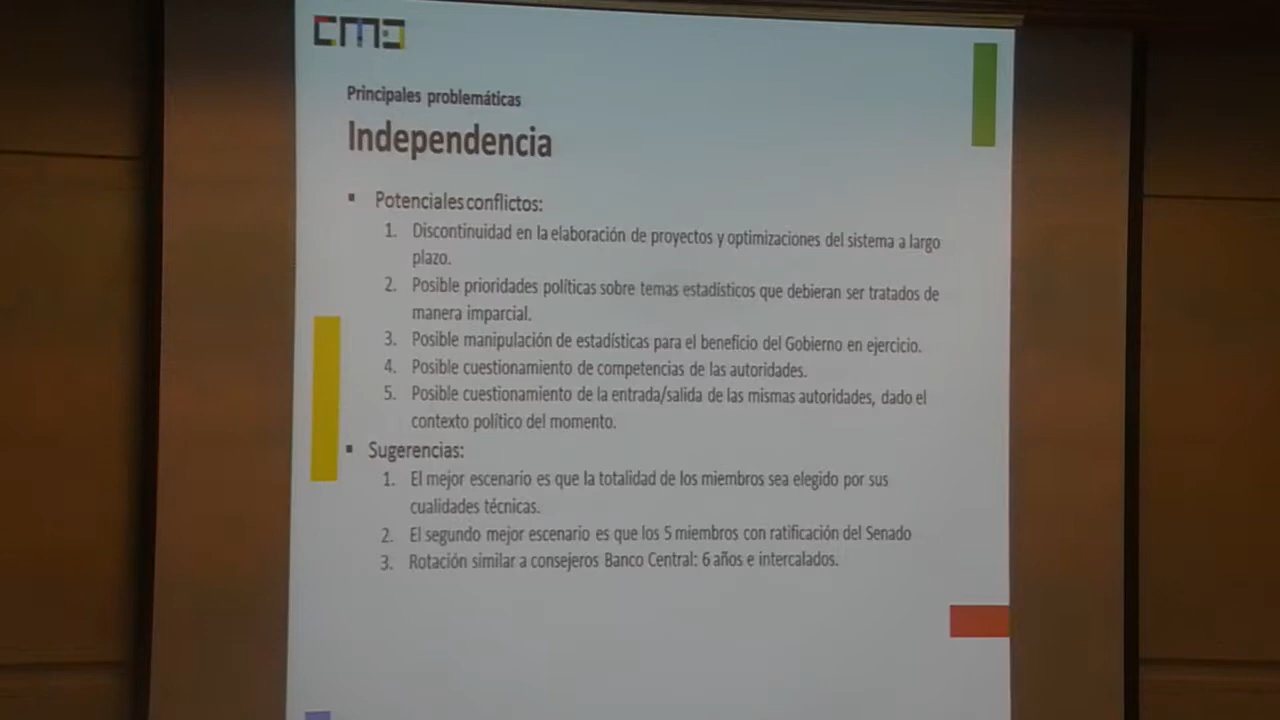 Principales problemáticas
Independencia
▪ Potenciales conflictos:
1. Discontinuidad en la elaboración de proyectos y optimizaciones del sistema a largo
plazo.
2. Posible prioridades políticas sobre temas estadísticos que debieran ser tratados de
manera imparcial.
3. Posible manipulación de estadísticas para el beneficio del Gobierno en ejercicio.
4. Posible cuestionamiento de competencias de las autoridades.
5. Posible cuestionamiento de la entrada/salida de las mismas autoridades, dado el
contexto político del momento.
▪ Sugerencias:
1. El mejor escenario es que la totalidad de los miembros sea elegido por sus
cualidades técnicas.
2. El segundo mejor escenario es que los 5 miembros con ratificación del Senado
3. Rotación similar a consejeros Banco Central: 6 años e intercalados.